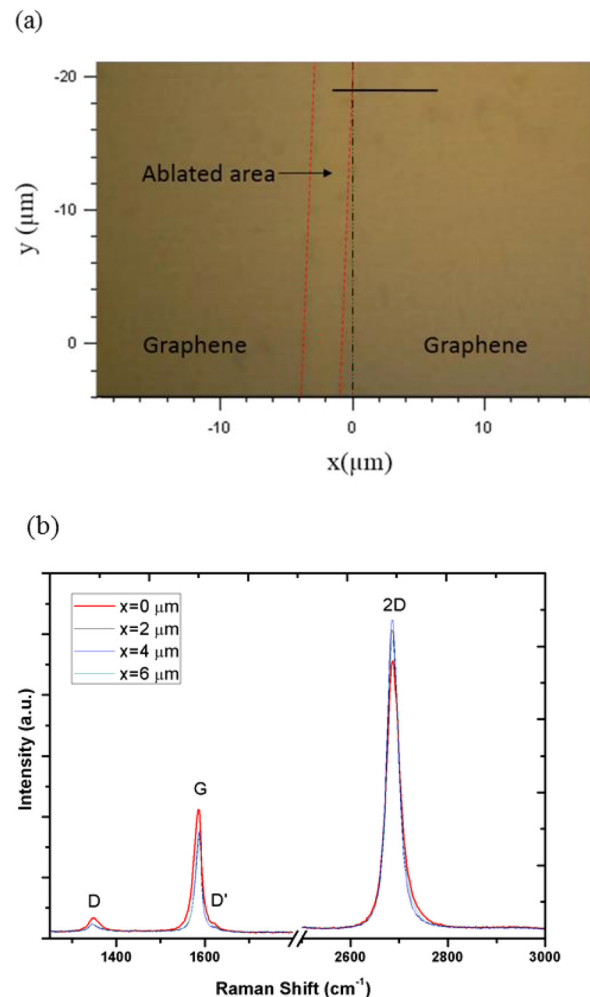 (a)
-20
-10
0
y (μm)
Ablated area
Graphene
Graphene
-10
0
10
x(μm)
(b)
x=0 μm
x=2 μm
x=4 μm
x=6 μm
2D
G
D
D'
Intensity (a.u.)
1400
1600
2600
2800
3000
Raman Shift (cm-1)